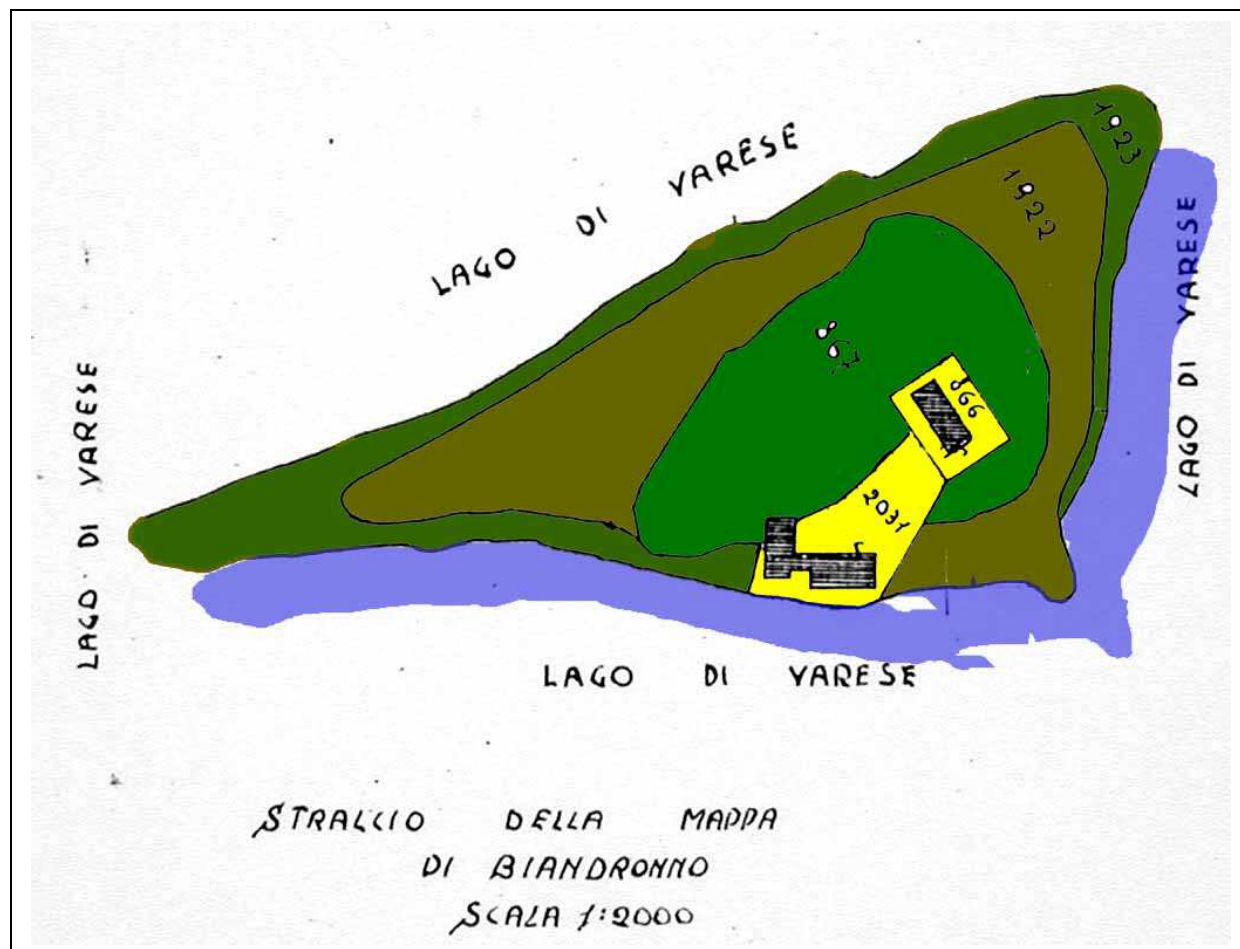 LAGO DI VARESE
1923
1922
LAGO DI VARESE
867
866
2031
LAGO DI VARESE
LAGO DI VARESE
STRALCIO DELLA MAPPA
DI BIANDRONNO
SCALA 1:2000